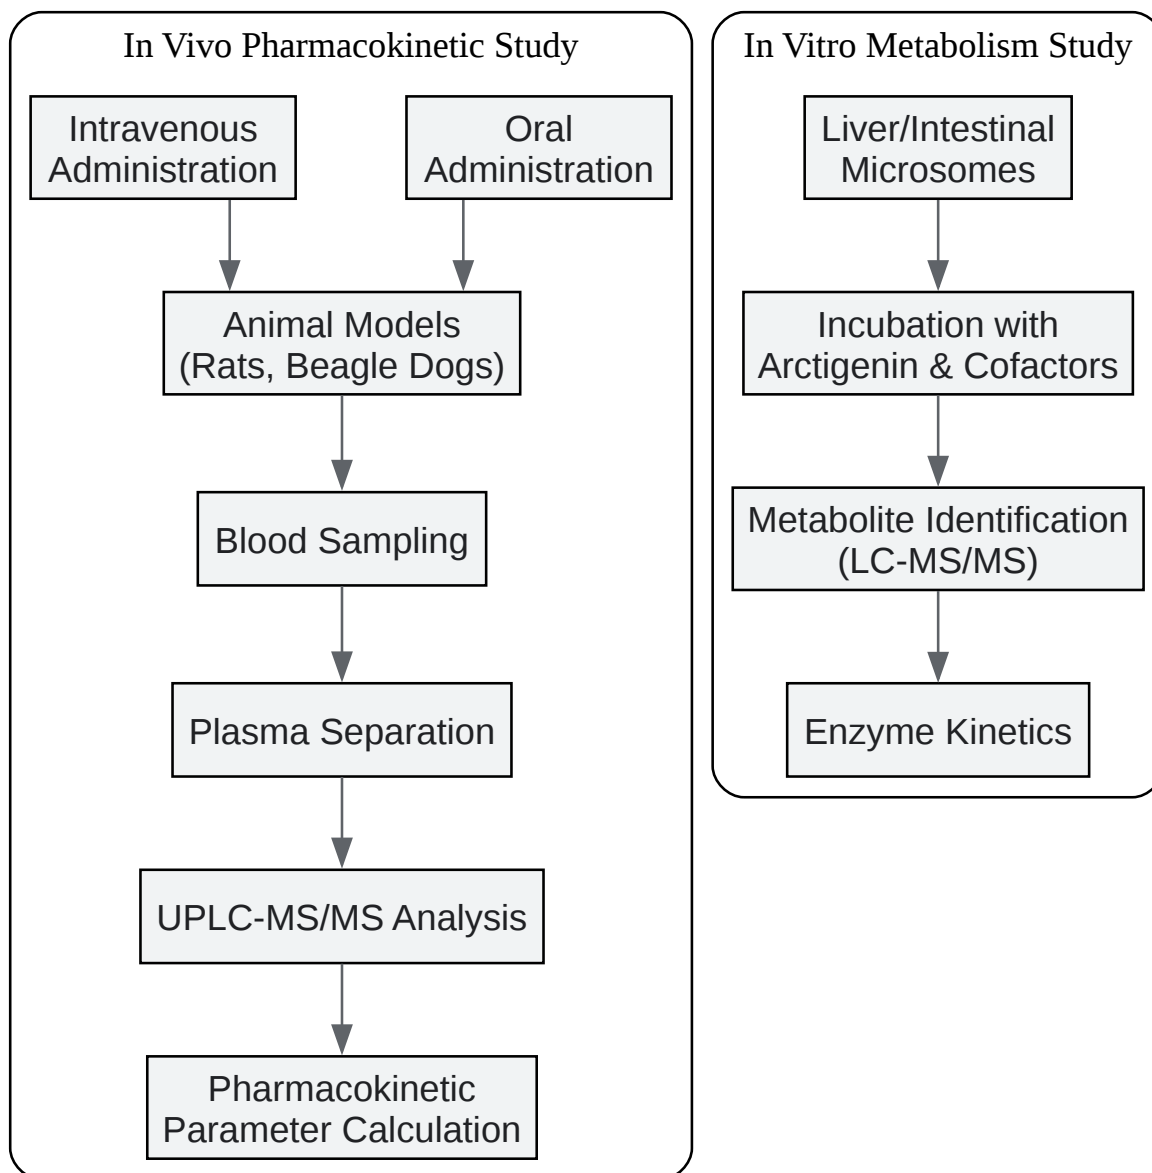 In Vivo Pharmacokinetic Study
Intravenous
Administration
Oral
Administration
Animal Models
(Rats, Beagle Dogs)
Blood Sampling
Plasma Separation
UPLC-MS/MS Analysis
Pharmacokinetic
Parameter Calculation
In Vitro Metabolism Study
Liver/Intestinal
Microsomes
Incubation with
Arctigenin & Cofactors
Metabolite Identification
(LC-MS/MS)
Enzyme Kinetics